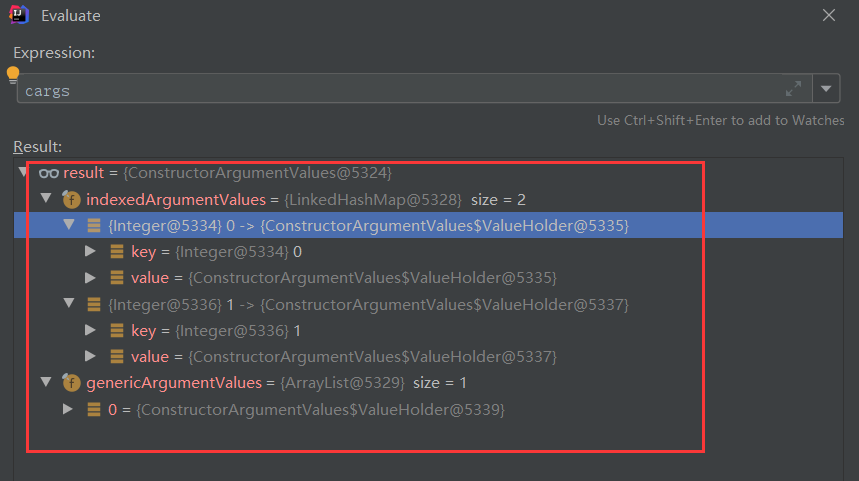 IJ Evaluate
Expression:
cargs
Use Ctrl+Shift+Enter to add to Watches
Result:
result = {ConstructorArgumentValues@5324}
f indexedArgumentValues = {LinkedHashMap@5328} size = 2
{Integer@5334} 0 -> {ConstructorArgumentValues$ValueHolder@5335}
key = {Integer@5334} 0
value = {ConstructorArgumentValues$ValueHolder@5335}
{Integer@5336} 1 -> {ConstructorArgumentValues$ValueHolder@5337}
key = {Integer@5336} 1
value = {ConstructorArgumentValues$ValueHolder@5337}
f genericArgumentValues = {ArrayList@5329} size = 1
0 = {ConstructorArgumentValues$ValueHolder@5339}